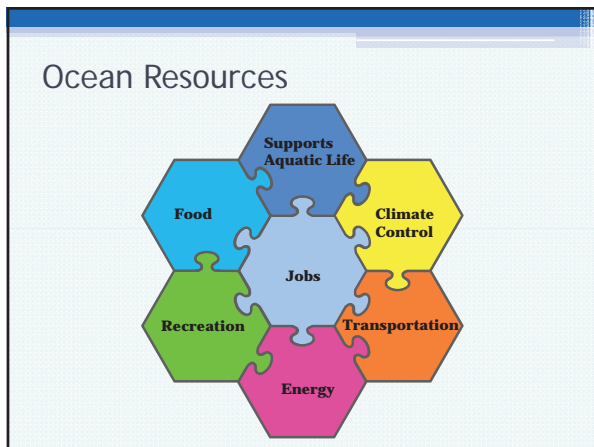 Ocean Resources
Supports
Aquatic Life
Food
Climate
Control
Jobs
Recreation
Transportation
Energy